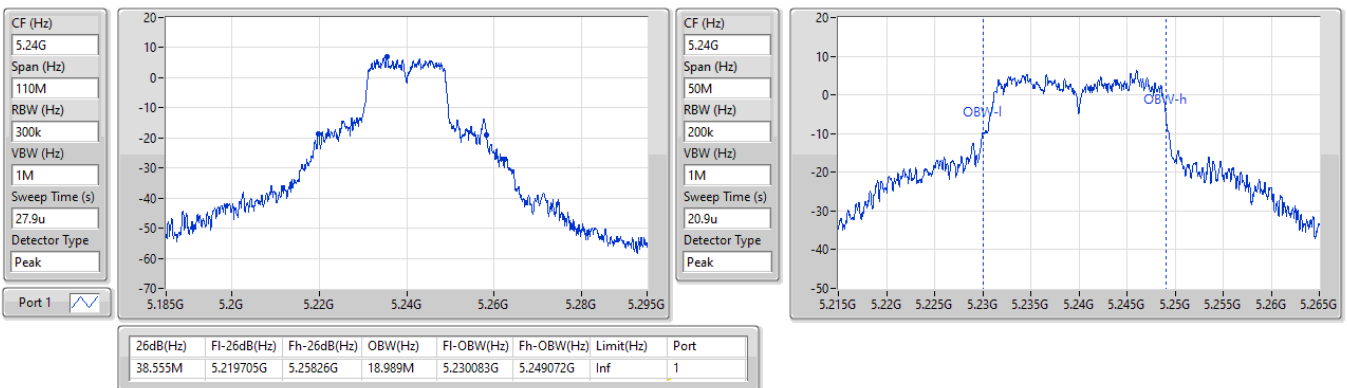 CF (Hz)
5.24G
Span (Hz)
110M
RBW (Hz)
300k
VBW (Hz)
1M
Sweep Time (s)
27.9u
Detector Type
Peak
Port 1
20
10
0
-10
-20
-30
-40
-50
-60
-70
5.185G 5.2G 5.22G 5.24G 5.26G 5.28G 5.295G
CF (Hz)
5.24G
Span (Hz)
50M
RBW (Hz)
200k
VBW (Hz)
1M
Sweep Time (s)
20.9u
Detector Type
Peak
20
10
0
-10
-20
-30
-40
-50
OBW-l
OBW-h
5.215G 5.22G 5.225G 5.23G 5.235G 5.24G 5.245G 5.25G 5.255G 5.26G 5.265G
26dB(Hz) Fl-26dB(Hz) Fh-26dB(Hz) OBW(Hz) Fl-OBW(Hz) Fh-OBW(Hz) Limit(Hz) Port
38.555M 5.219705G 5.25826G 18.989M 5.230083G 5.249072G Inf 1